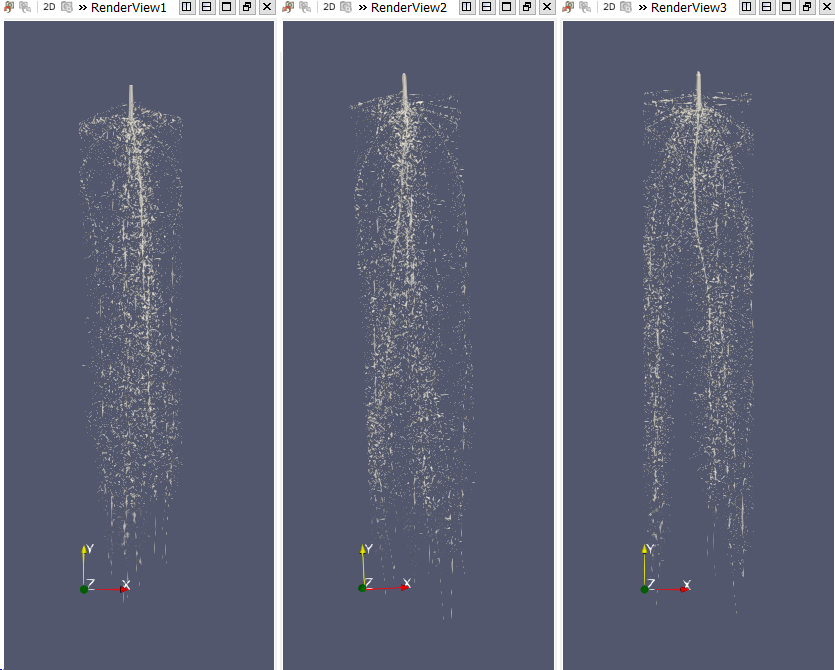 2D » RenderView1
2D » RenderView2
2D » RenderView3
Y
Z X
Y
Z X
Y
Z X